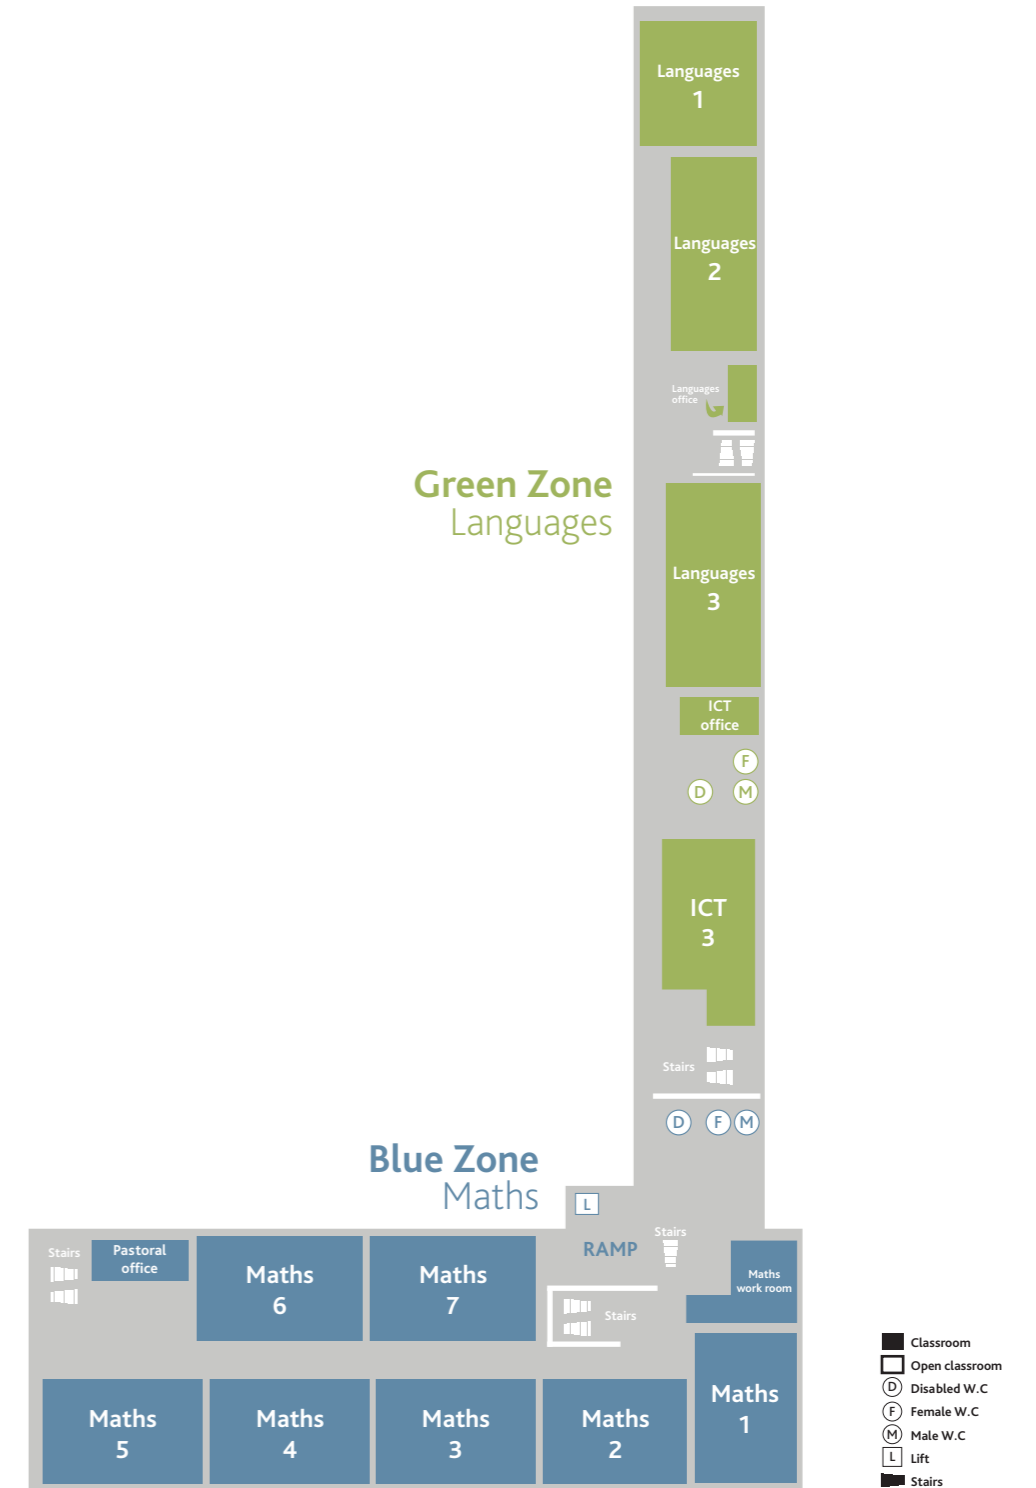 Languages
1
Languages
2
Languages
office
Green Zone
Languages
Languages
3
ICT
office
F
D M
ICT
3
Stairs
D F M
Blue Zone
Maths
L
RAMP
Stairs
Stairs
Pastoral
office
Maths
6
Maths
7
Stairs
Maths
work room
Maths
1
Maths
5
Maths
4
Maths
3
Maths
2
Classroom
Open classroom
D Disabled W.C
F Female W.C
M Male W.C
L Lift
Stairs